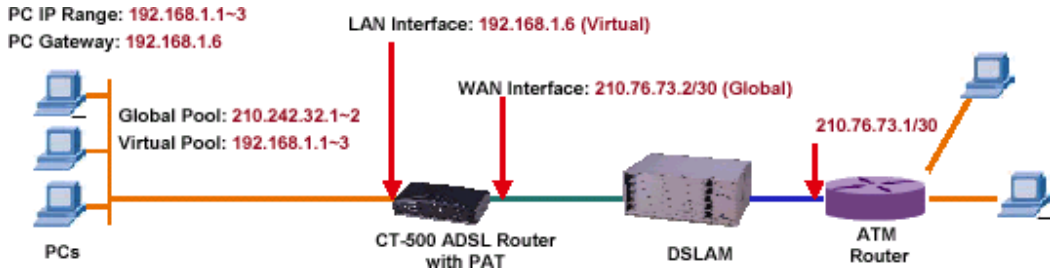 PC IP Range: 192.168.1.1~3
PC Gateway: 192.168.1.6
LAN Interface: 192.168.1.6 (Virtual)
WAN Interface: 210.76.73.2/30 (Global)
Global Pool: 210.242.32.1~2
Virtual Pool: 192.168.1.1~3
210.76.73.1/30
PCs
CT-500 ADSL Router
with PAT
DSLAM
ATM
Router